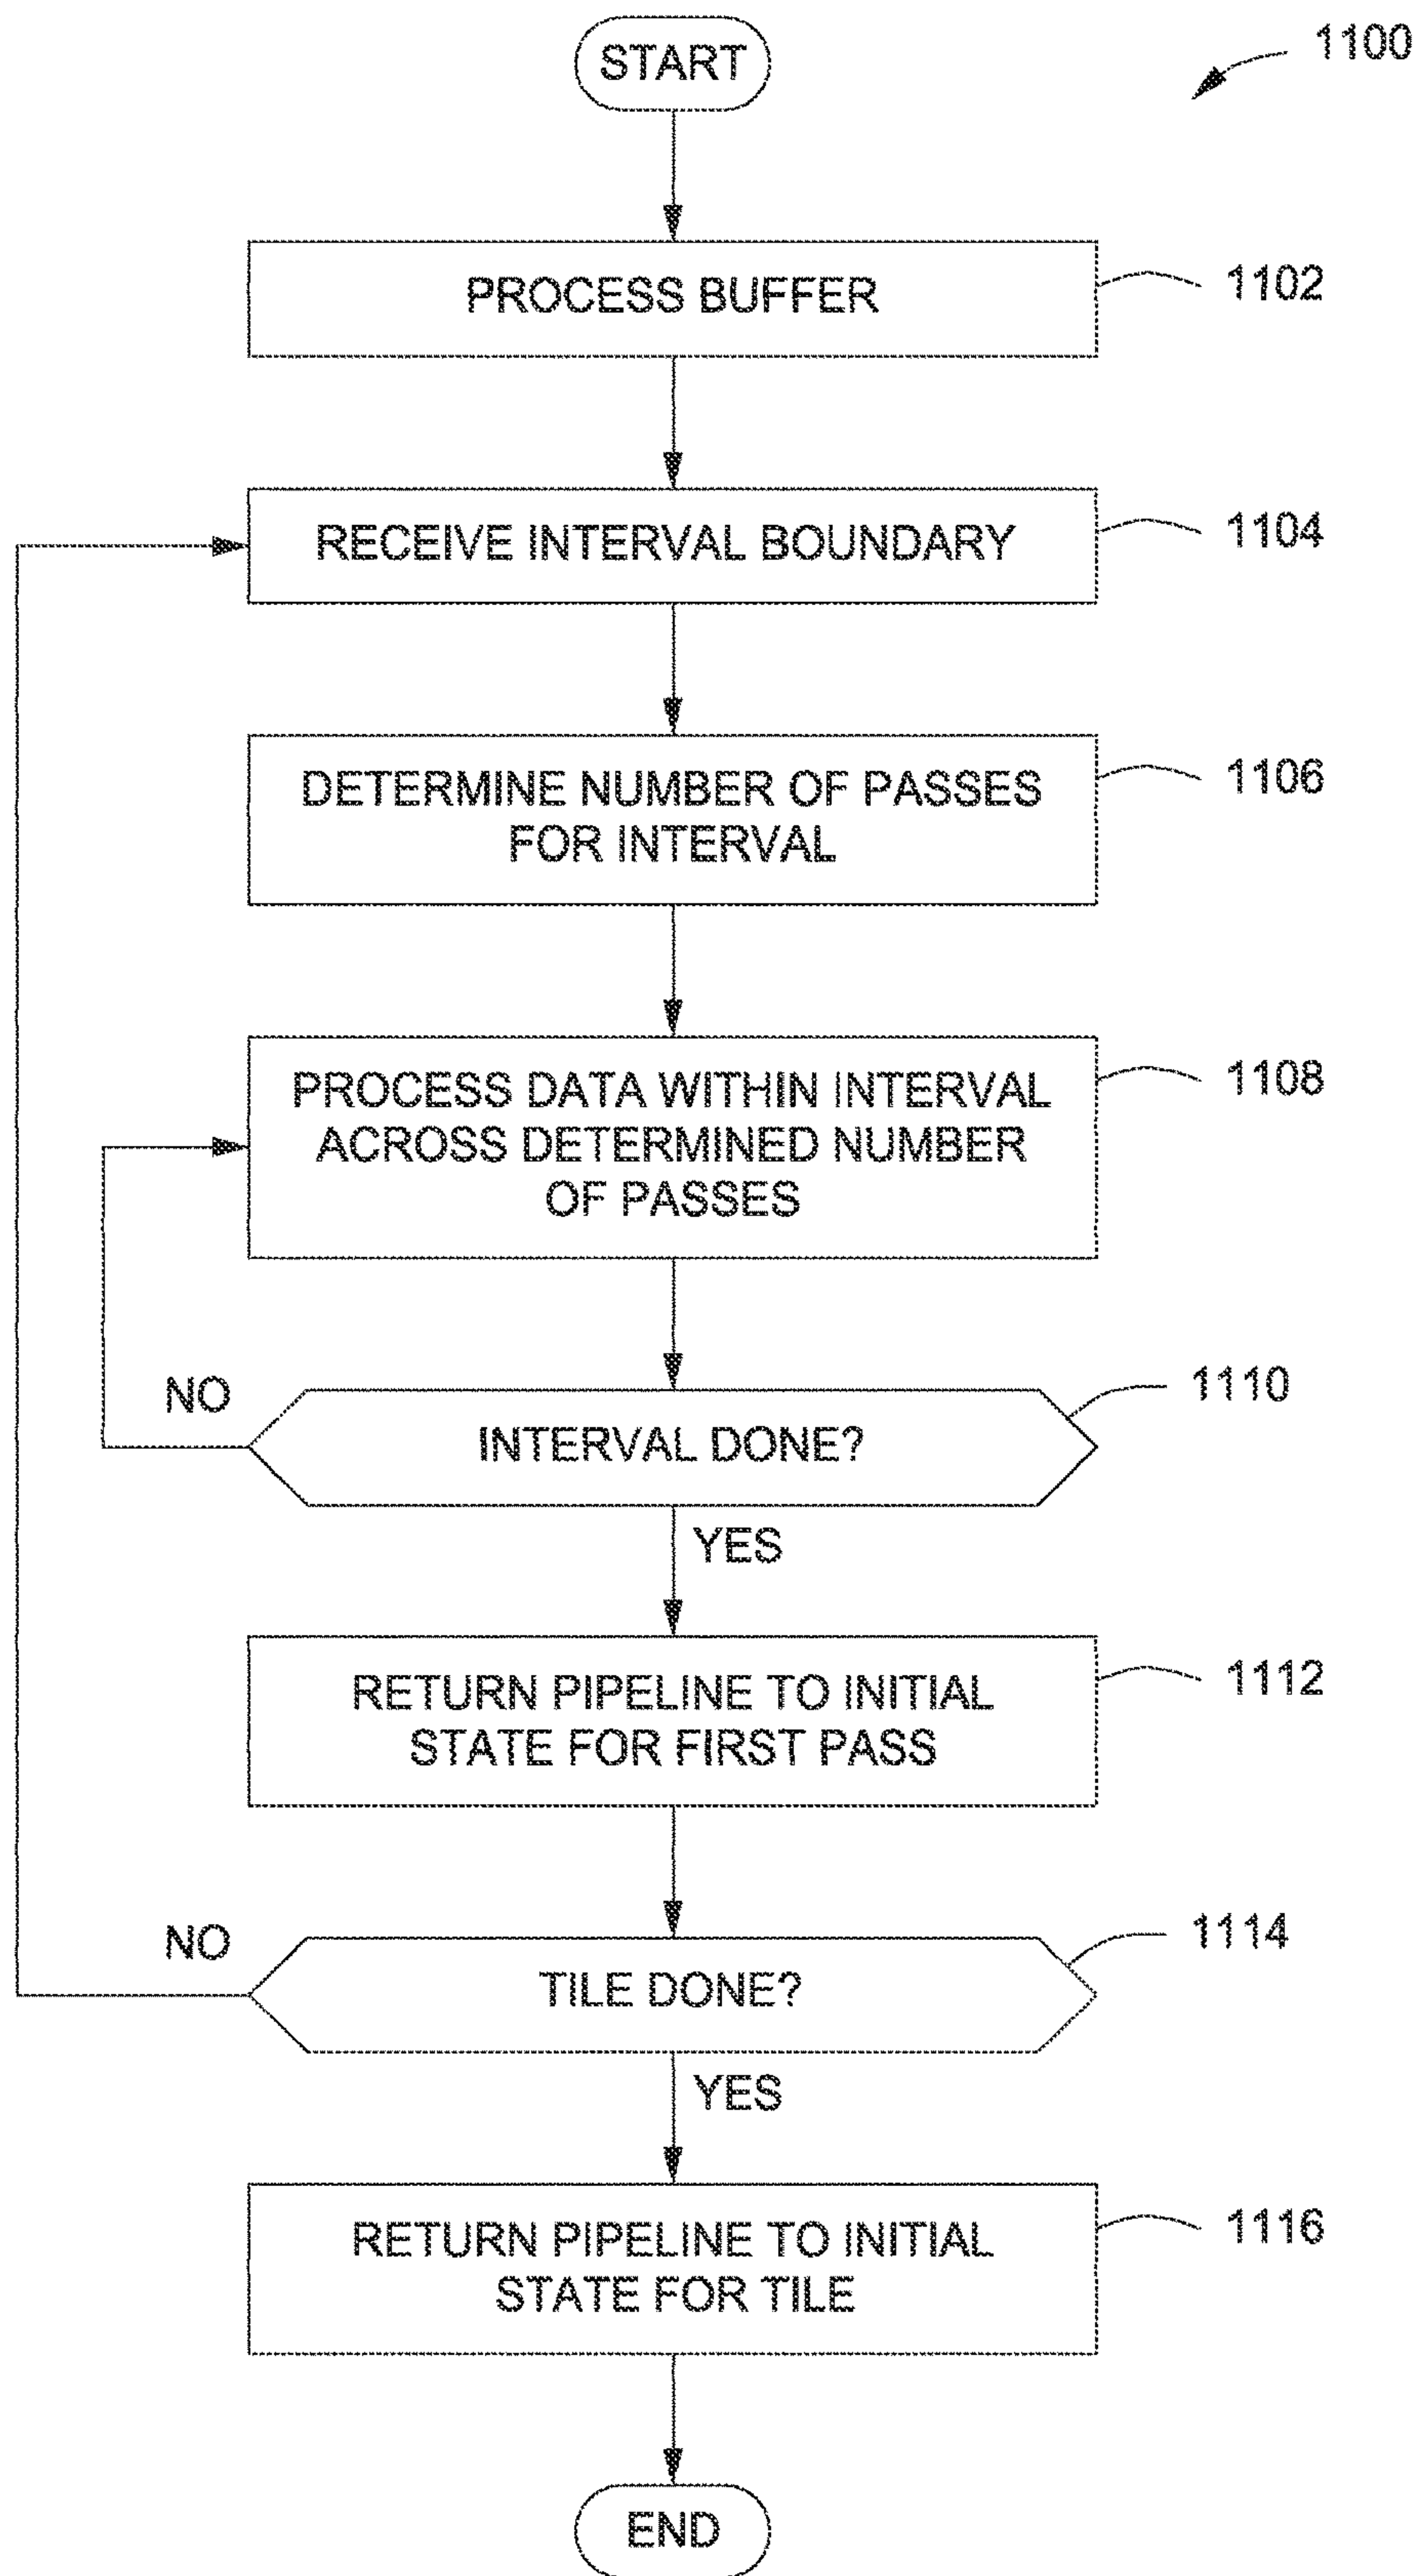 START
1100
PROCESS BUFFER
1102
RECEIVE INTERVAL BOUNDARY
1104
DETERMINE NUMBER OF PASSES
FOR INTERVAL
1106
PROCESS DATA WITHIN INTERVAL
ACROSS DETERMINED NUMBER
OF PASSES
1108
NO
INTERVAL DONE?
1110
YES
RETURN PIPELINE TO INITIAL
STATE FOR FIRST PASS
1112
NO
TILE DONE?
1114
YES
RETURN PIPELINE TO INITIAL
STATE FOR TILE
1116
END